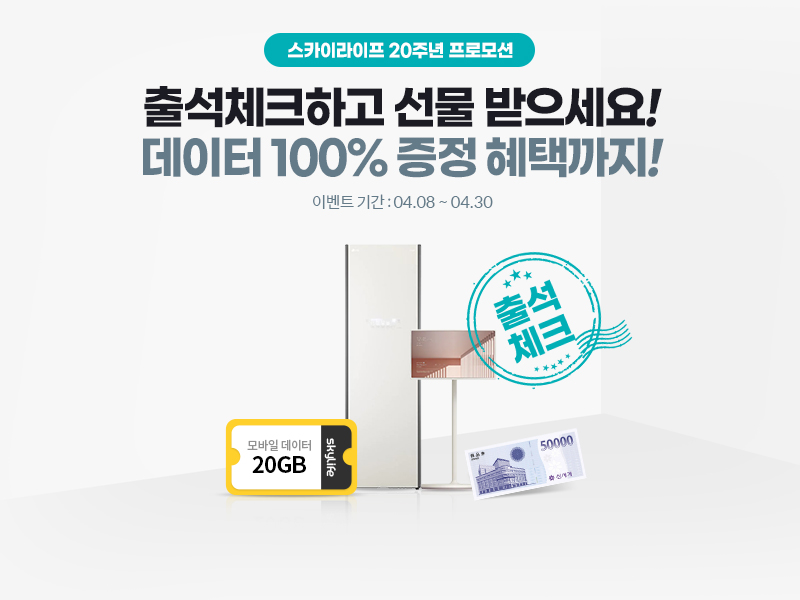 스카이라이프 20주년 프로모션
출석체크하고 선물 받으세요!
데이터 100% 증정 혜택까지!
이벤트 기간 : 04.08 ~ 04.30
출석
체크
모바일 데이터
20GB
skylife
50000
신세계